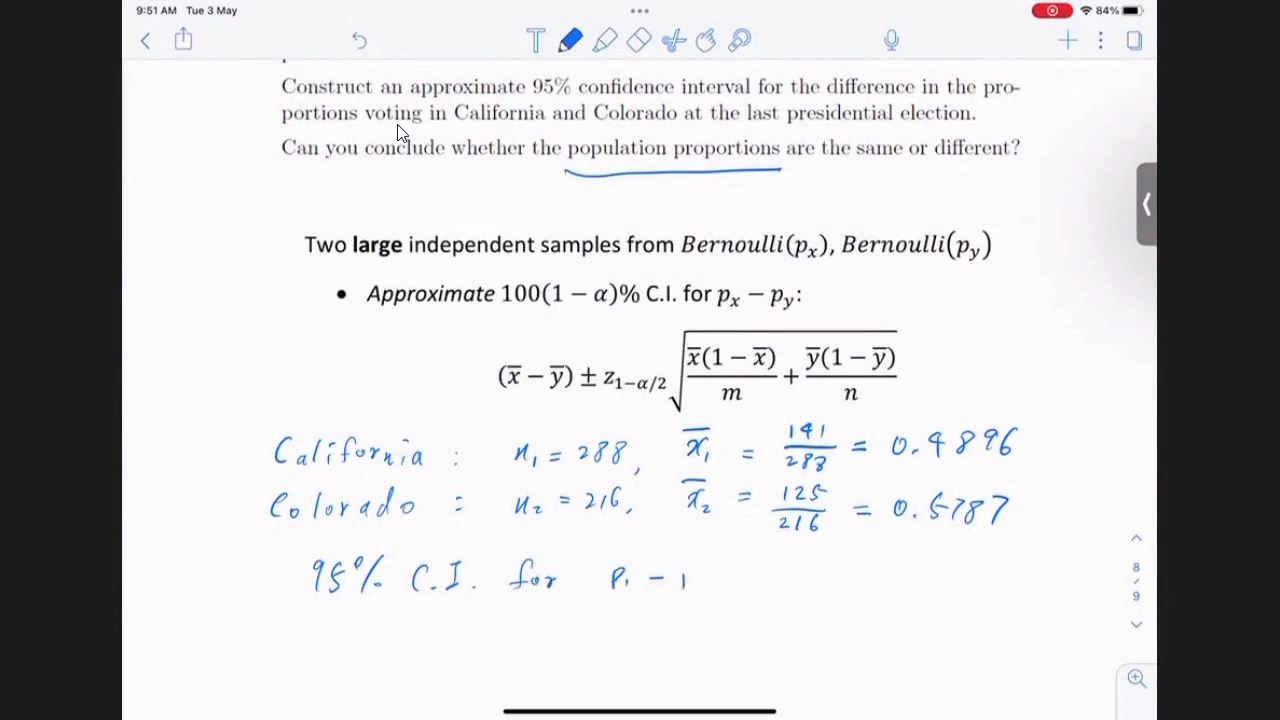 9:51 AM Tue 3 May
84%
Construct an approximate 95% confidence interval for the difference in the pro-
portions voting in California and Colorado at the last presidential election.
Can you conclude whether the population proportions are the same or different?
Two large independent samples from Bernoulli(pₓ), Bernoulli(p_y)
• Approximate 100(1 − α)% C.I. for pₓ − p_y:
(x̅ − y̅) ± z_{1−α/2} √(x̅(1 − x̅)/m + y̅(1 − y̅)/n)
California : n₁ = 288, x̅₁ = 141/288 = 0.4896
Colorado : n₂ = 216, x̅₂ = 125/216 = 0.5787
95% C.I. for p₁ −
8
/
9